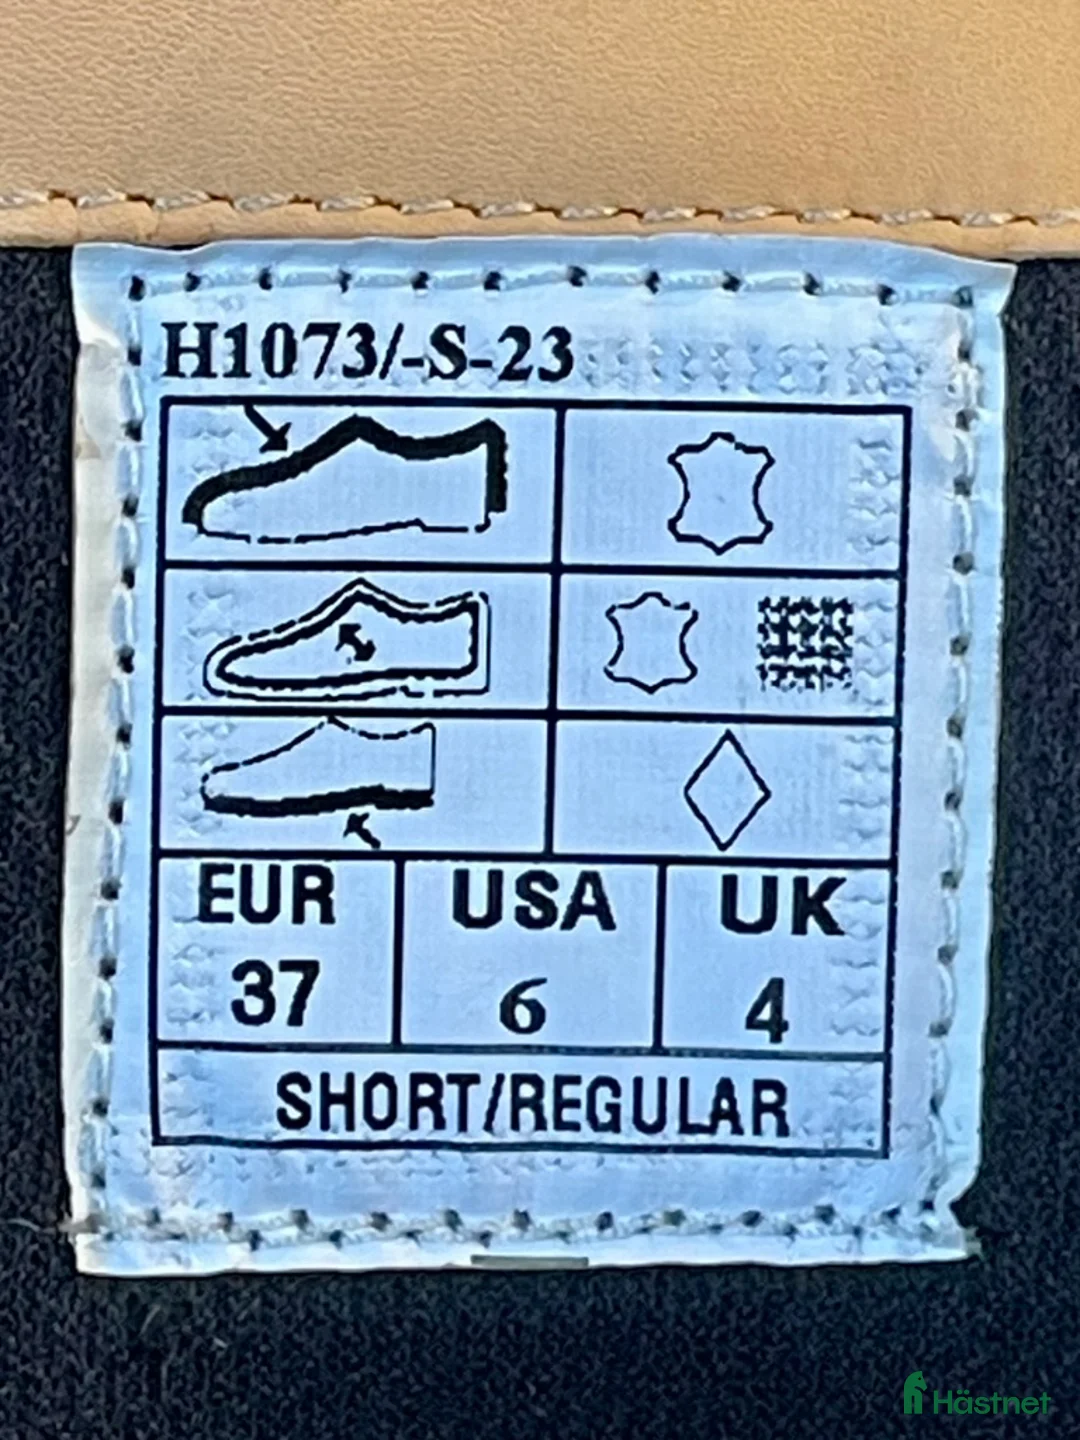 H1073/-S-23
EUR USA UK
37 6 4
SHORT/REGULAR
Hästnet